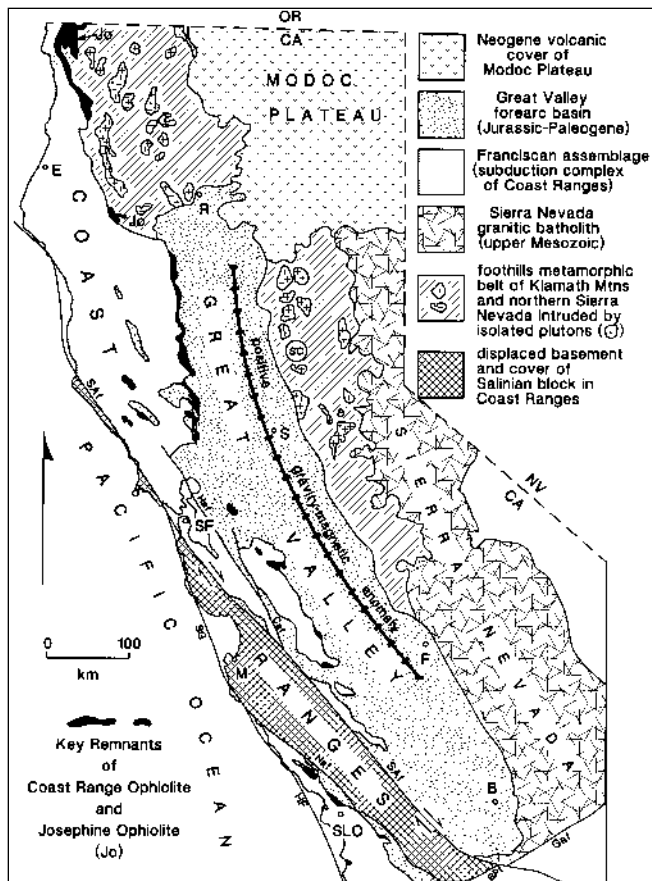 OR
CA
Jo
MODOC
PLATEAU
E
R
Jo
COAST
RANGES
GREAT
VALLEY
positive
gravity-magnetic
anomaly
SC
S
SIERRA
NEVADA
NV
CA
SAf
PACIFIC
OCEAN
SF
M
F
B
SAf
SLO
Gaf
0
100
km
Key Remnants
of
Coast Range Ophiolite
and
Josephine Ophiolite
(Jo)
Neogene volcanic
cover of
Modoc Plateau
Great Valley
forearc basin
(Jurassic-Paleogene)
Franciscan assemblage
(subduction complex
of Coast Ranges)
Sierra Nevada
granitic batholith
(upper Mesozoic)
foothills metamorphic
belt of Klamath Mtns
and northern Sierra
Nevada intruded by
isolated plutons ( )
displaced basement
and cover of
Salinian block in
Coast Ranges